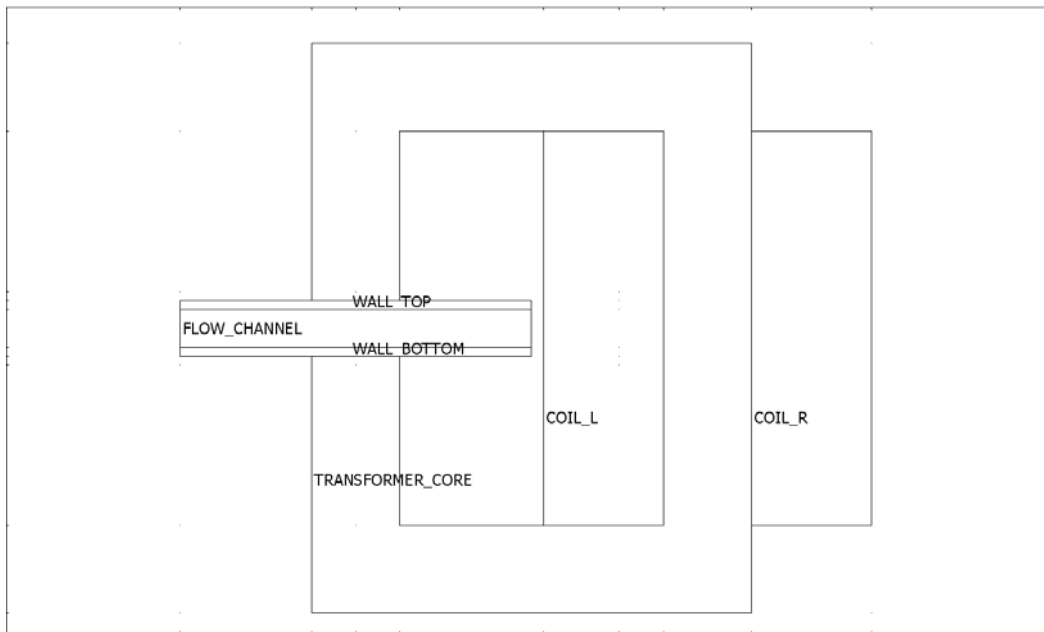 WALL_TOP
FLOW_CHANNEL
WALL_BOTTOM
COIL_L
COIL_R
TRANSFORMER_CORE